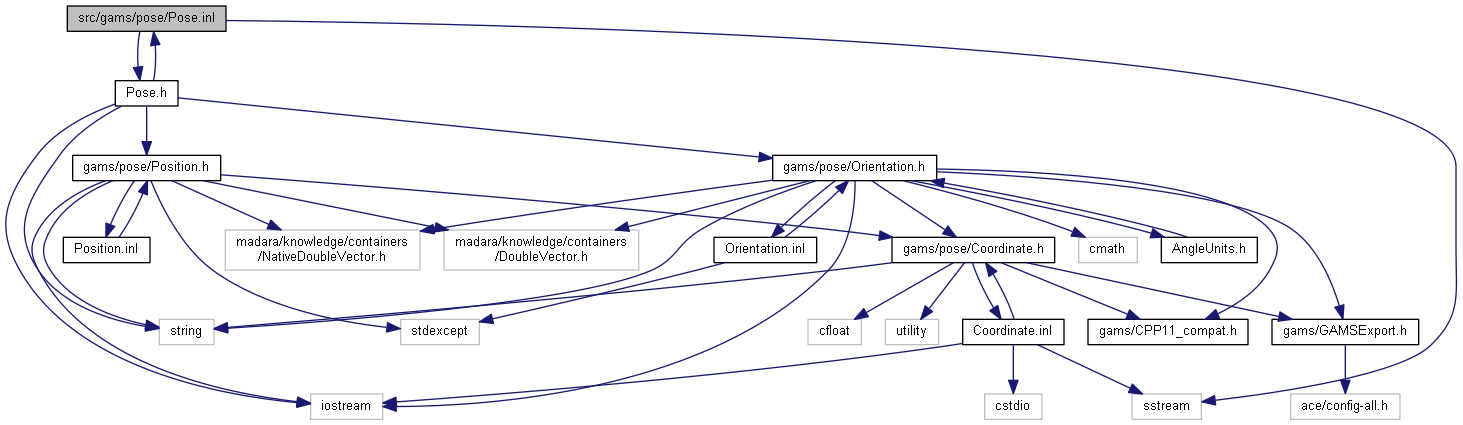 src/gams/pose/Pose.inl
Pose.h
gams/pose/Position.h
gams/pose/Orientation.h
Position.inl
madara/knowledge/containers
/NativeDoubleVector.h
madara/knowledge/containers
/DoubleVector.h
Orientation.inl
gams/pose/Coordinate.h
cmath
AngleUnits.h
string
stdexcept
cfloat
utility
Coordinate.inl
gams/CPP11_compat.h
gams/GAMSExport.h
iostream
cstdio
sstream
ace/config-all.h